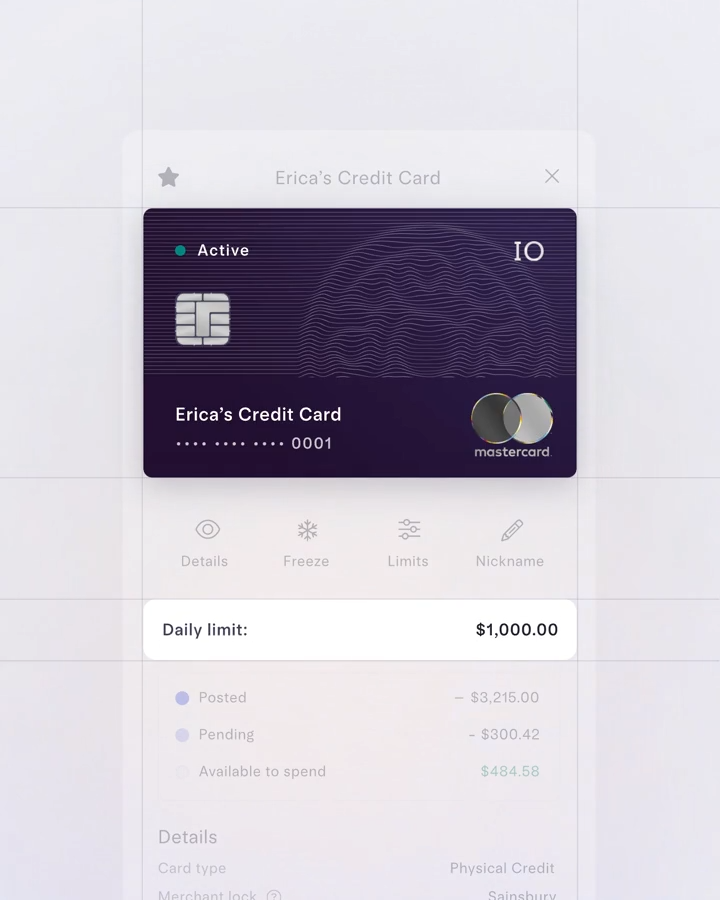 Erica’s Credit Card
Active
IO
Erica’s Credit Card
•••• •••• •••• 0001
mastercard.
Details
Freeze
Limits
Nickname
Daily limit: $1,000.00
Posted – $3,215.00
Pending - $300.42
Available to spend $484.58
Details
Card type Physical Credit
Merchant lock ? Sainsbury